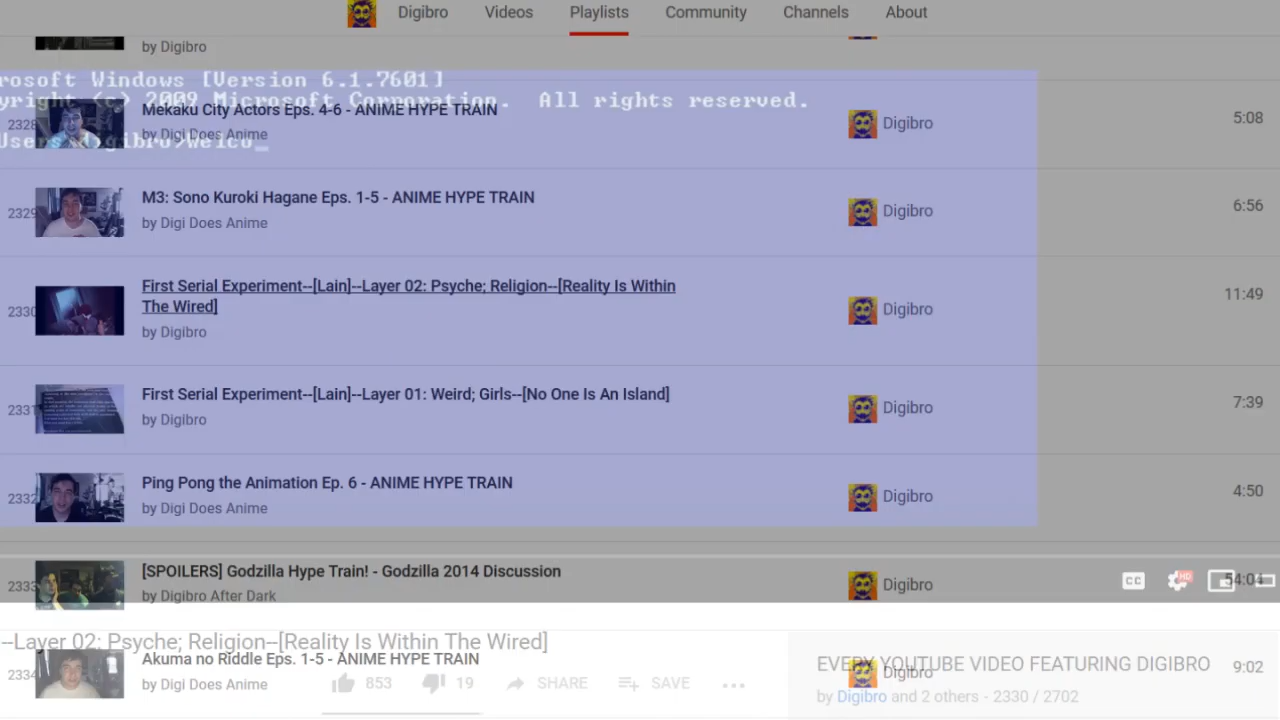 Digibro Videos Playlists Community Channels About
by Digibro
rosoft Windows [Version 6.1.7601]
yright (c) 2009 Microsoft Corporation. All rights reserved.
Users\digibro>Welco_
2328
Mekaku City Actors Eps. 4-6 - ANIME HYPE TRAIN
by Digi Does Anime
Digibro
5:08
2329
M3: Sono Kuroki Hagane Eps. 1-5 - ANIME HYPE TRAIN
by Digi Does Anime
Digibro
6:56
2330
First Serial Experiment--[Lain]--Layer 02: Psyche; Religion--[Reality Is Within
The Wired]
by Digibro
Digibro
11:49
2331
First Serial Experiment--[Lain]--Layer 01: Weird; Girls--[No One Is An Island]
by Digibro
Digibro
7:39
2332
Ping Pong the Animation Ep. 6 - ANIME HYPE TRAIN
by Digi Does Anime
Digibro
4:50
2333
[SPOILERS] Godzilla Hype Train! - Godzilla 2014 Discussion
by Digibro After Dark
Digibro
CC
HD
54:04
--Layer 02: Psyche; Religion--[Reality Is Within The Wired]
2334
Akuma no Riddle Eps. 1-5 - ANIME HYPE TRAIN
by Digi Does Anime
853 19 SHARE SAVE
EVERY YOUTUBE VIDEO FEATURING DIGIBRO
Digibro
9:02
by Digibro and 2 others - 2330 / 2702